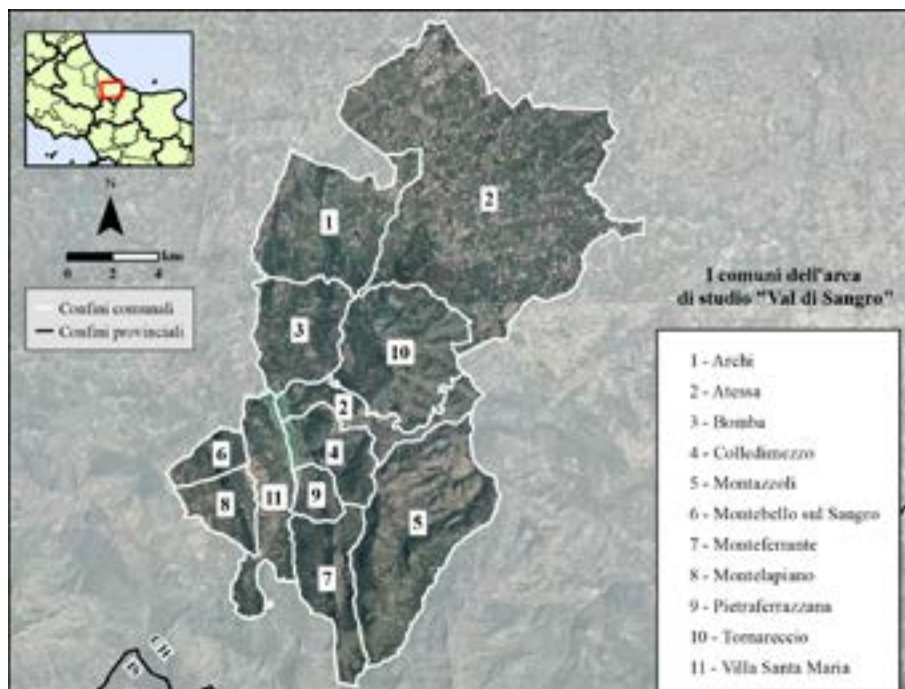 N
0 2 4 km
Confini comunali
Confini provinciali
I comuni dell'area
di studio "Val di Sangro"
1 - Archi
2 - Atessa
3 - Bomba
4 - Colledimezzo
5 - Montazzoli
6 - Montebello sul Sangro
7 - Monteferrante
8 - Montelapiano
9 - Pietraferrazzana
10 - Tornareccio
11 - Villa Santa Maria
1
2
3
10
2
4
6
9
11
8
5
7
CH
IS